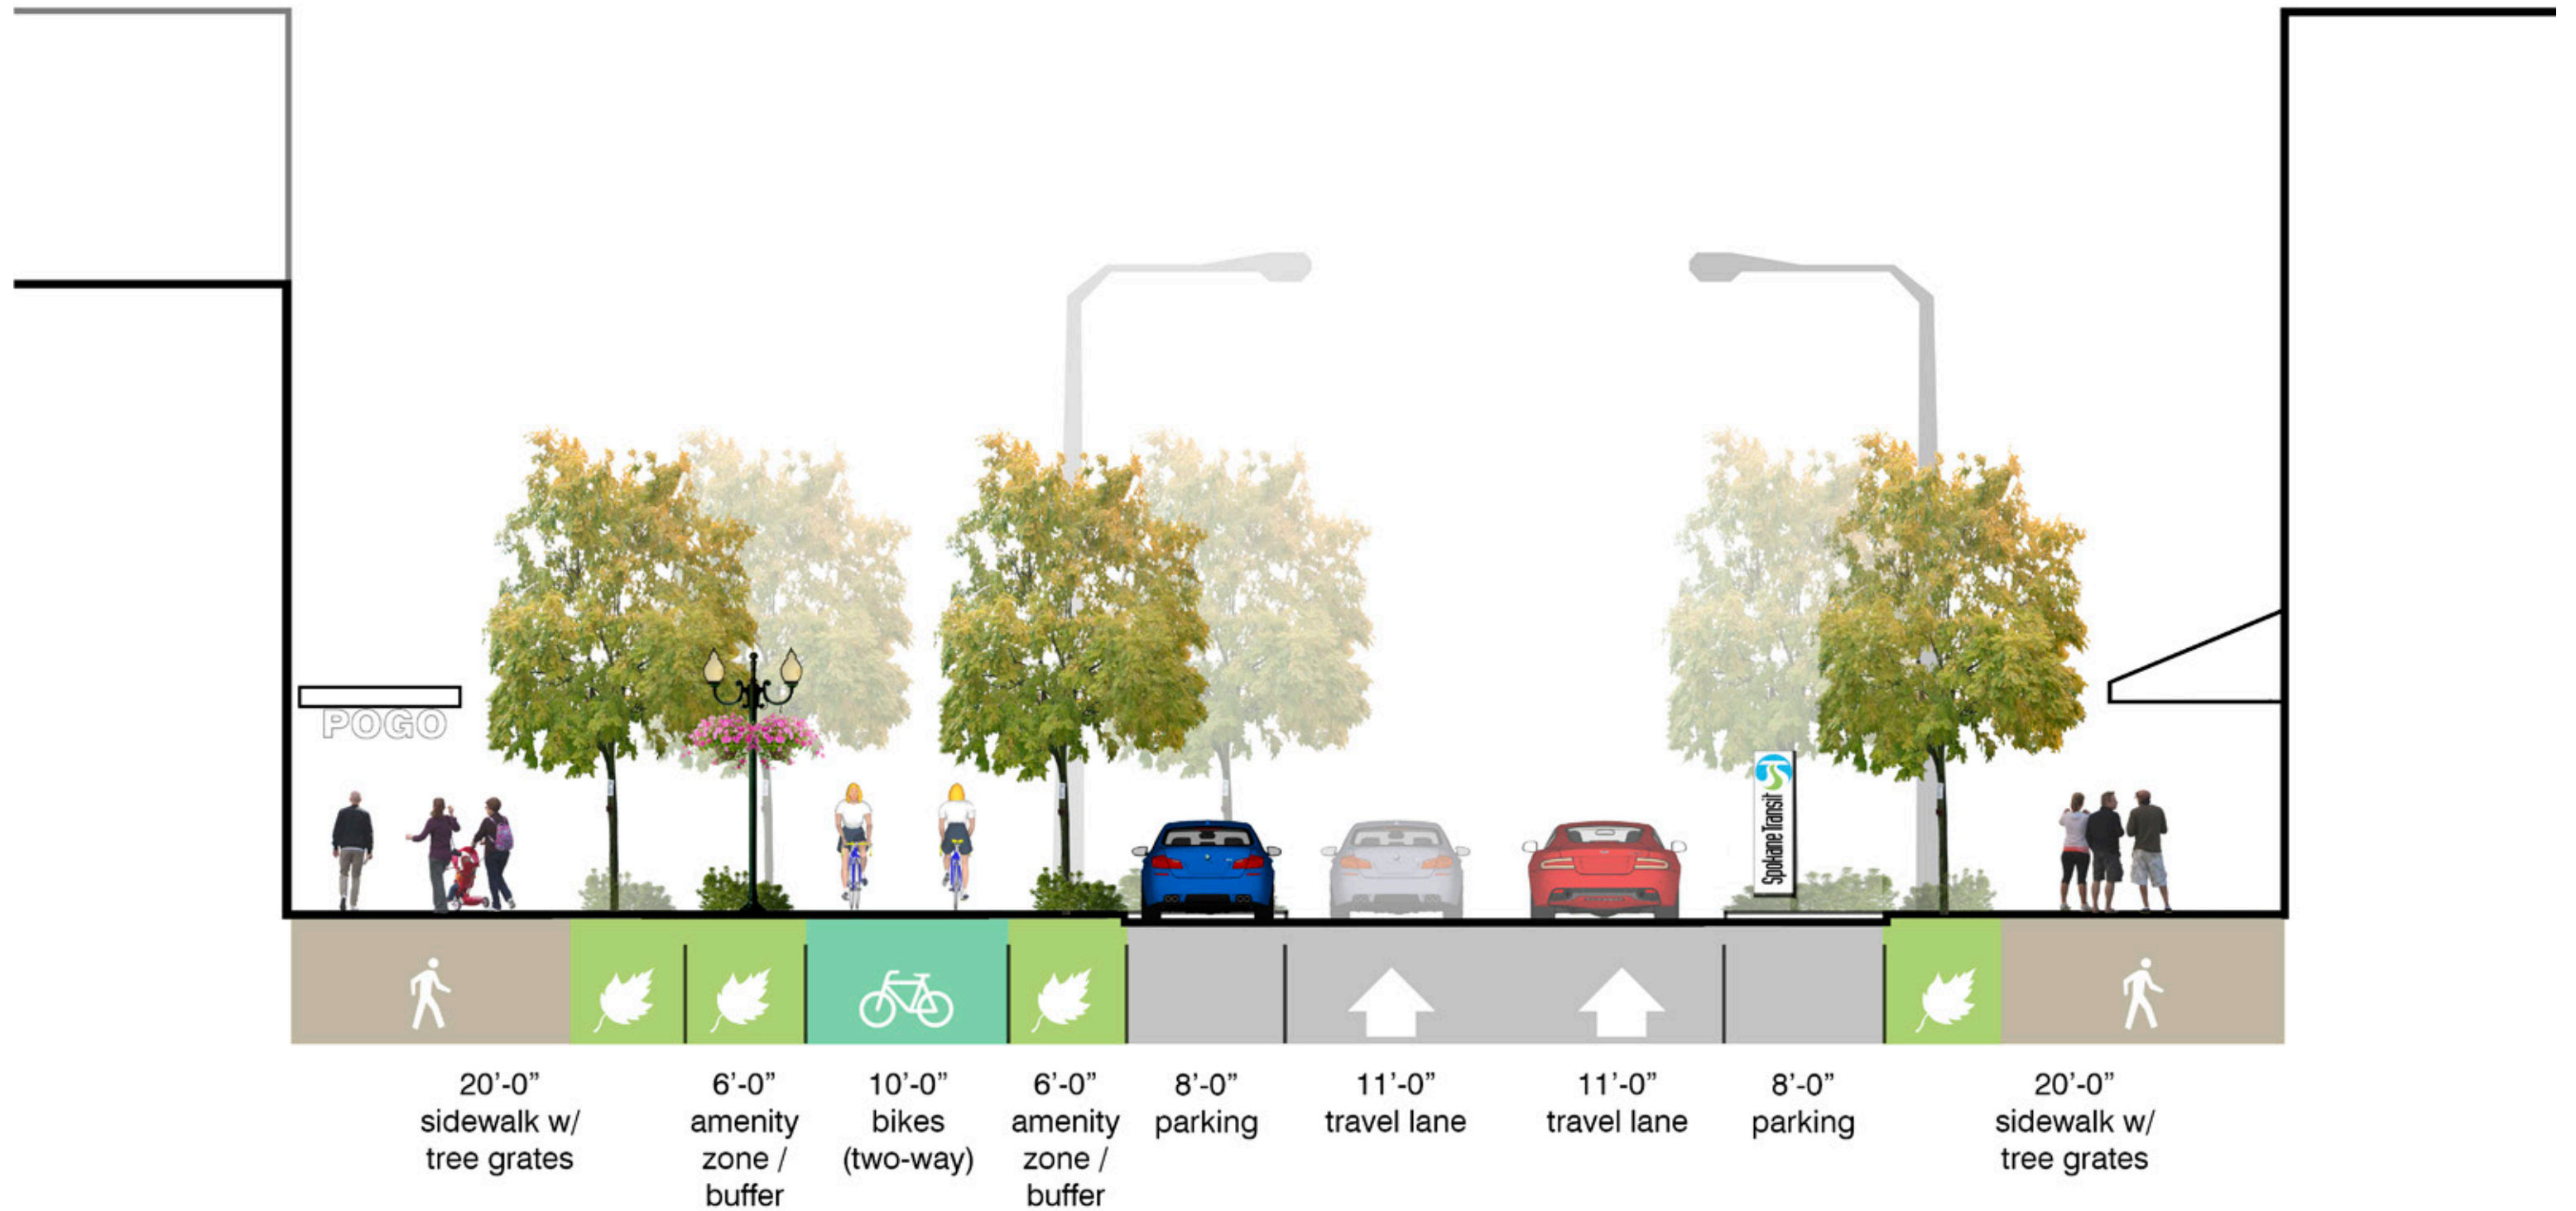 POGO
Spokane Transit
20’-0”
sidewalk w/
tree grates
6’-0”
amenity
zone /
buffer
10’-0”
bikes
(two-way)
6’-0”
amenity
zone /
buffer
8’-0”
parking
11’-0”
travel lane
11’-0”
travel lane
8’-0”
parking
20’-0”
sidewalk w/
tree grates